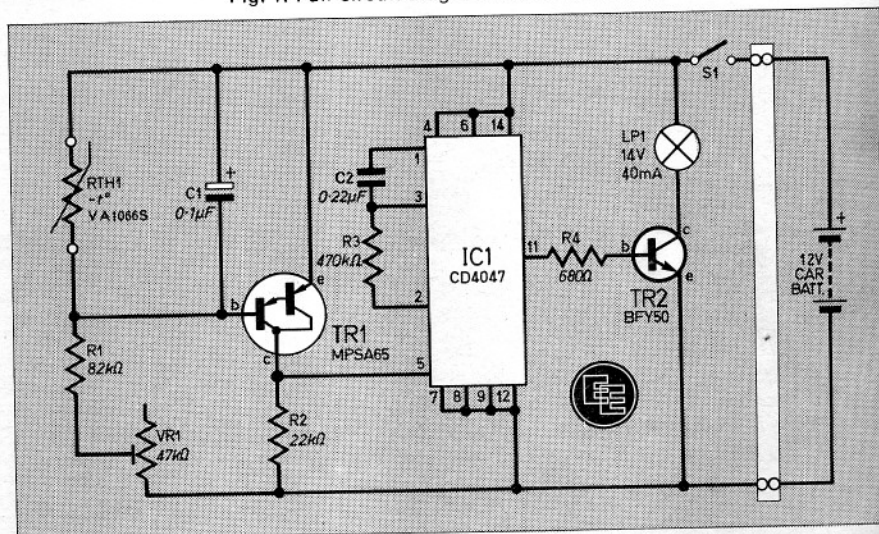 S1
4
6
14
LP1
14V
40mA
1
C2
0·22µF
3
RTH1
-t°
VA1066S
+
C1
0·1µF
R3
470kΩ
IC1
CD4047
11
R4
680Ω
b
c
e
TR2
BFY50
+
12V
CAR
BATT.
2
b
e
c
TR1
MPSA65
5
R1
82kΩ
7
8
9
12
EE
VR1
47kΩ
R2
22kΩ